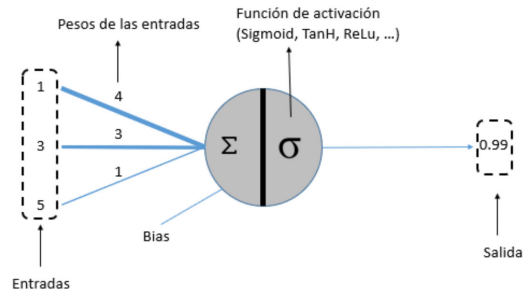 Función de activación
(Sigmoid, TanH, ReLu, ...)
Pesos de las entradas
1
4
3
3
1
5
Σ
σ
0.99
Bias
Salida
Entradas